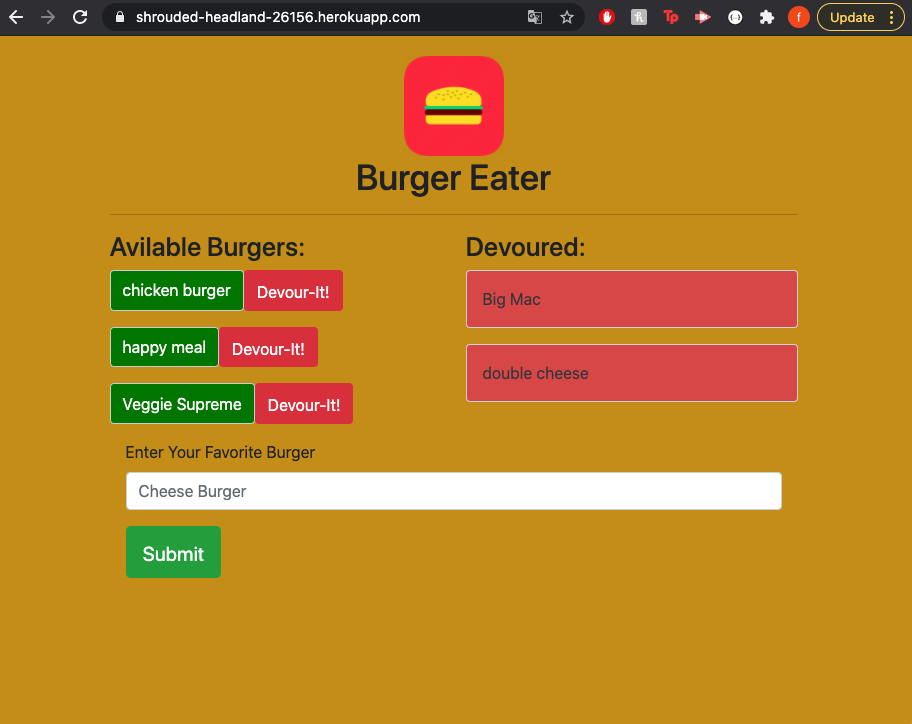 shrouded-headland-26156.herokuapp.com
Tp
f
Update
Burger Eater
Avilable Burgers:
chicken burger Devour-It!
happy meal Devour-It!
Veggie Supreme Devour-It!
Devoured:
Big Mac
double cheese
Enter Your Favorite Burger
Cheese Burger
Submit